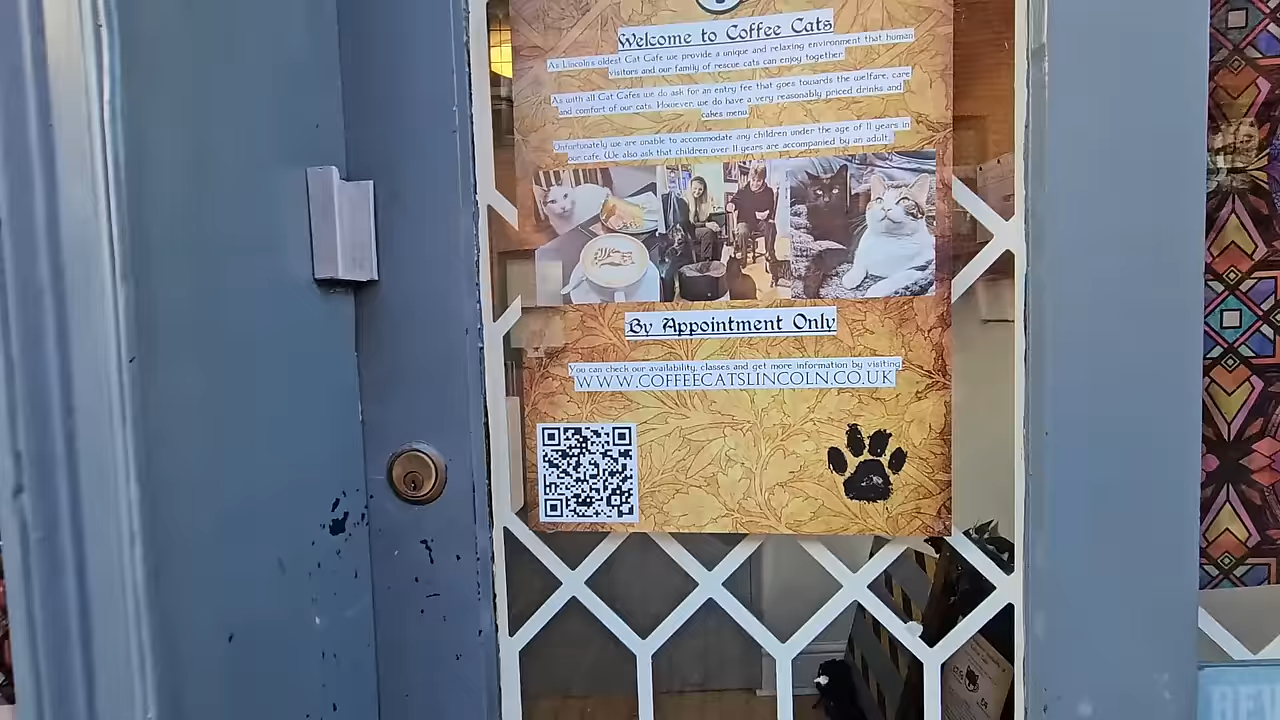 Welcome to Coffee Cats
As Lincolns oldest Cat Cafe we provide a unique and relaxing environment that human
visitors and our family of rescue cats can enjoy together.
As with all Cat Cafes we do ask for an entry fee that goes towards the welfare, care
and comfort of our cats. However, we do have a very reasonably priced drinks and
cakes menu.
Unfortunately we are unable to accommodate any children under the age of 11 years in
our cafe. We also ask that children over 11 years are accompanied by an adult.
By Appointment Only
You can check our availability, classes and get more information by visiting
WWW.COFFEECATSLINCOLN.CO.UK